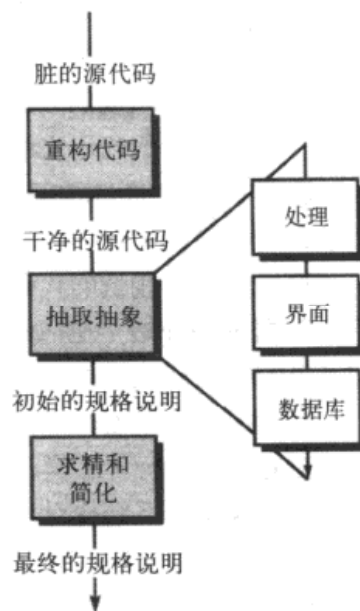 脏的源代码
重构代码
干净的源代码
抽取抽象
初始的规格说明
求精和
简化
最终的规格说明
处理
界面
数据库